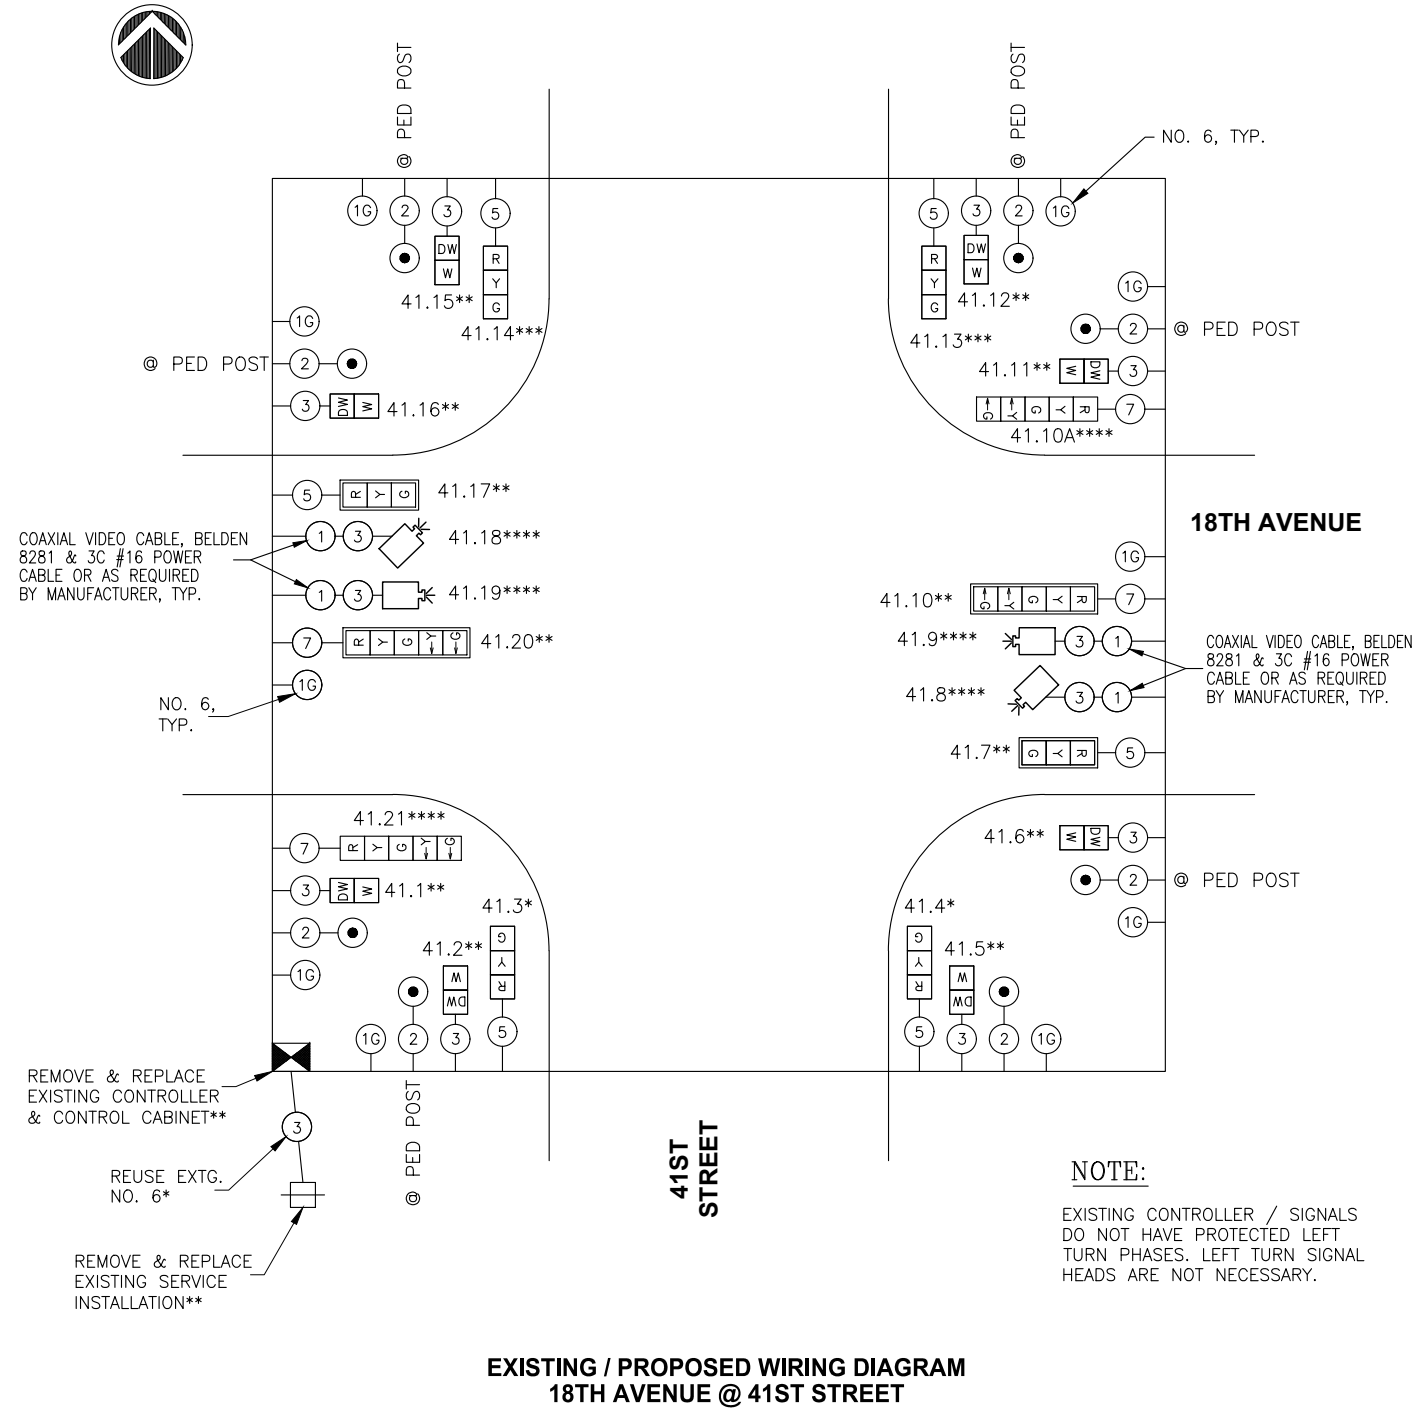 @ PED POST
@ PED POST
NO. 6, TYP.
1G
2
3
5
5
3
2
1G
DW
W
R
Y
G
R
Y
G
DW
W
41.15**
41.14***
41.13***
41.12**
1G
1G
@ PED POST
2
2
@ PED POST
3
DW
W
41.16**
41.11**
W
DW
3
←G
←Y
G
Y
R
7
41.10A****
5
R
Y
G
41.17**
18TH AVENUE
COAXIAL VIDEO CABLE, BELDEN
8281 & 3C #16 POWER
CABLE OR AS REQUIRED
BY MANUFACTURER, TYP.
1
3
41.18****
1
3
41.19****
1G
41.10**
←G
←Y
G
Y
R
7
7
R
Y
G
←Y
←G
41.20**
41.9****
3
1
COAXIAL VIDEO CABLE, BELDEN
8281 & 3C #16 POWER
CABLE OR AS REQUIRED
BY MANUFACTURER, TYP.
41.8****
3
1
1G
NO. 6,
TYP.
41.7**
G
Y
R
5
41.21****
7
R
Y
G
←Y
←G
41.6**
W
DW
3
3
DW
W
41.1**
2
@ PED POST
2
1G
1G
41.3*
G
Y
R
5
41.2**
W
DW
3
2
1G
41.4*
G
Y
R
5
41.5**
W
DW
3
2
1G
REMOVE & REPLACE
EXISTING CONTROLLER
& CONTROL CABINET**
3
REUSE EXTG.
NO. 6*
@ PED POST
41ST
STREET
REMOVE & REPLACE
EXISTING SERVICE
INSTALLATION**
NOTE:
EXISTING CONTROLLER / SIGNALS
DO NOT HAVE PROTECTED LEFT
TURN PHASES. LEFT TURN SIGNAL
HEADS ARE NOT NECESSARY.
EXISTING / PROPOSED WIRING DIAGRAM
18TH AVENUE @ 41ST STREET